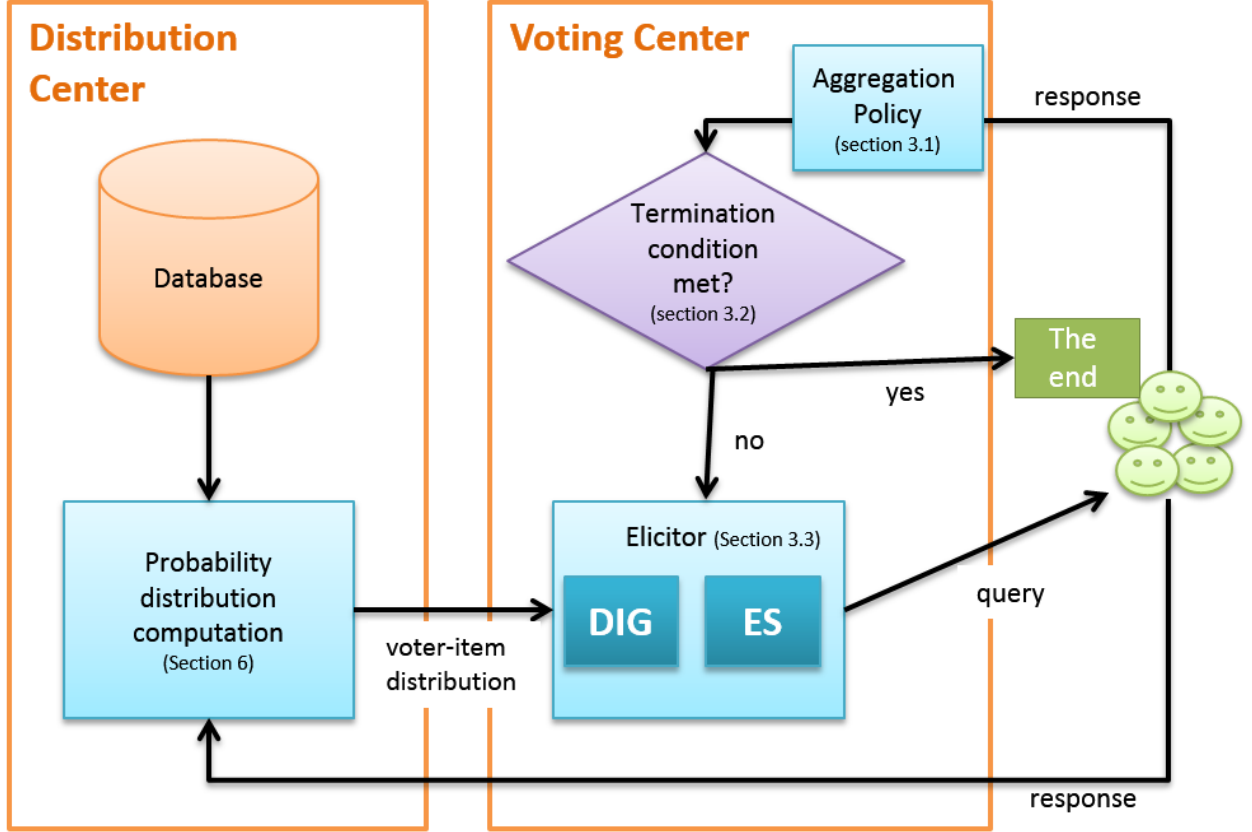 Distribution
Center
Database
Probability
distribution
computation
(Section 6)
voter-item
distribution
Voting Center
Aggregation
Policy
(section 3.1)
response
Termination
condition
met?
(section 3.2)
The
end
yes
no
Elicitor (Section 3.3)
DIG
ES
query
response